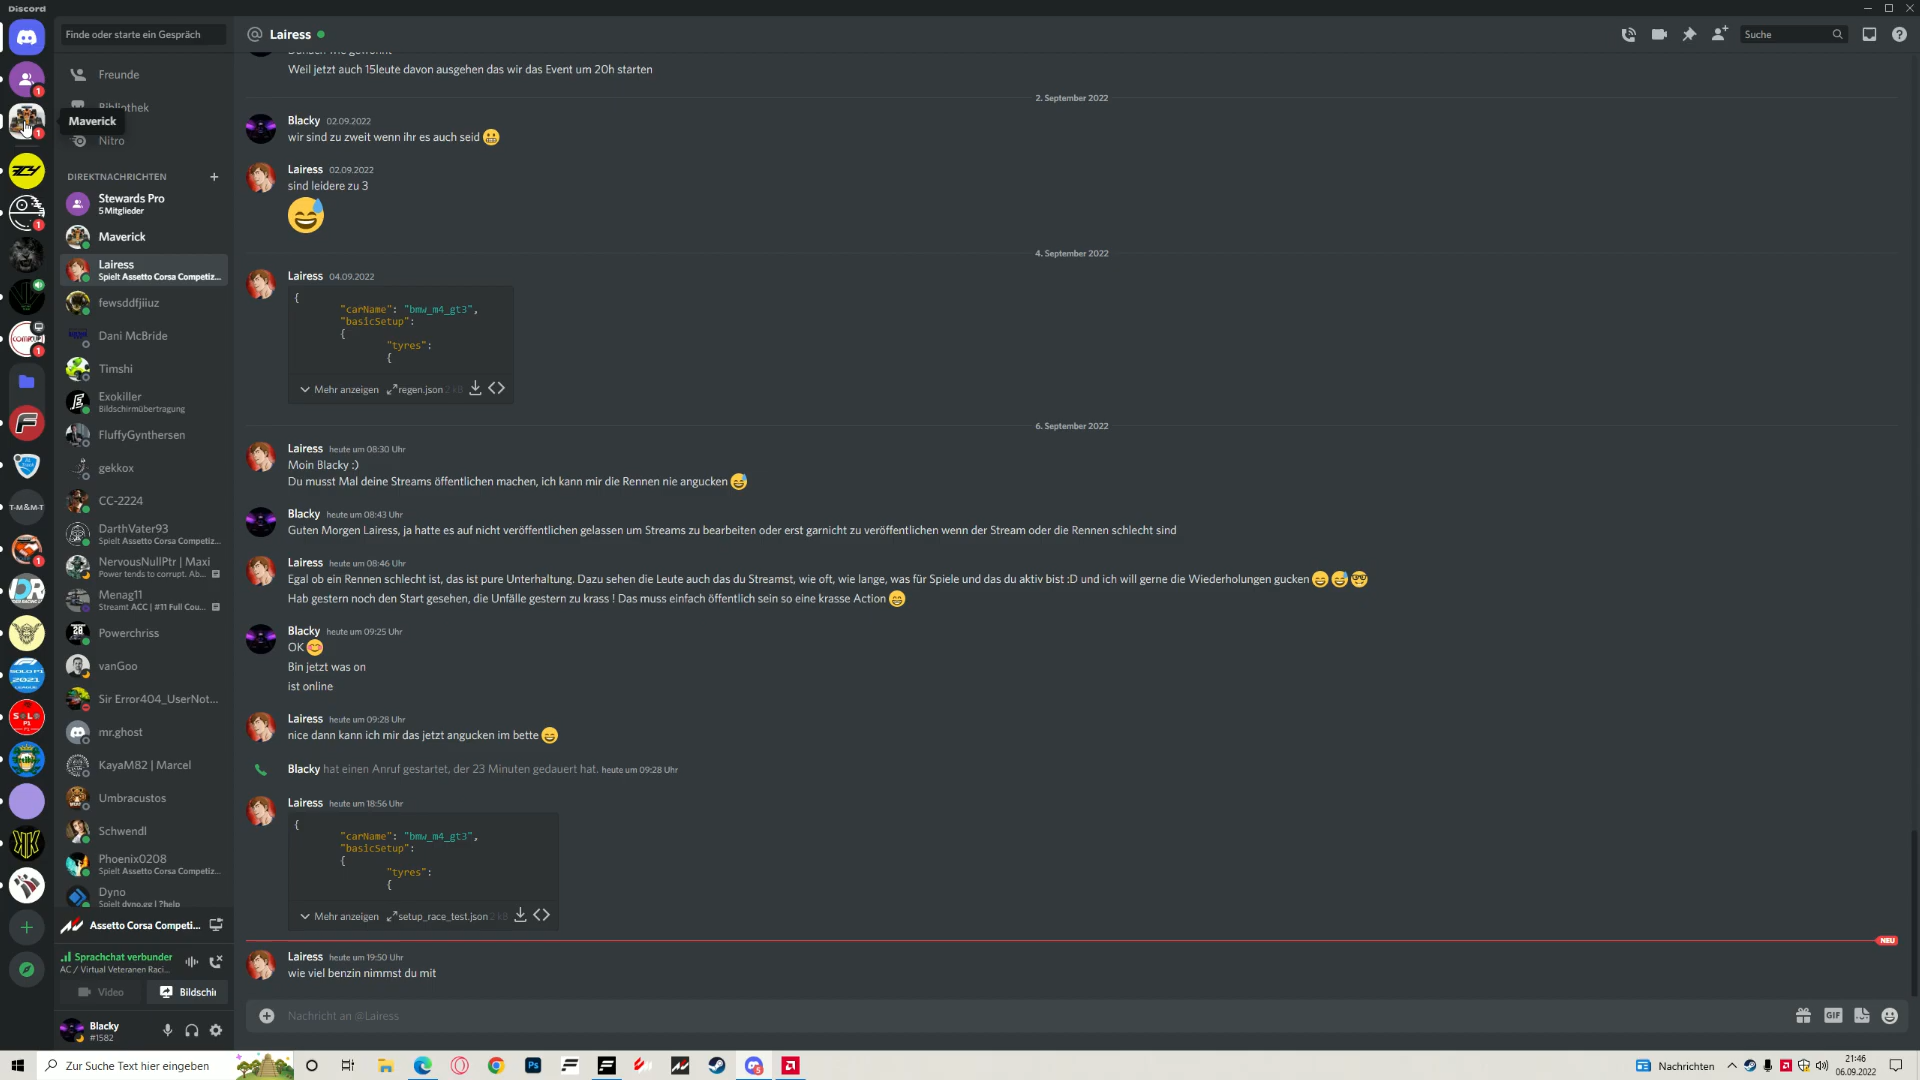 Discord
Finde oder starte ein Gespräch
Lairess
Suche
Freunde
Bibliothek
Maverick
Nitro
DIREKTNACHRICHTEN
Stewards Pro
5 Mitglieder
Maverick
Lairess
Spielt Assetto Corsa Competiz...
fewsddfjiiuz
Dani McBride
Timshi
Exokiller
Bildschirmübertragung
FluffyGynthersen
gekkox
CC-2224
DarthVater93
Spielt Assetto Corsa Competiz...
NervousNullPtr | Maxi
Power tends to corrupt. Ab...
Menag11
Streamt ACC | #11 Full Cou...
Powerchriss
vanGoo
Sir Error404_UserNot...
mr.ghost
KayaM82 | Marcel
Umbracustos
Schwendl
Phoenix0208
Spielt Assetto Corsa Competiz...
Dyno
Spielt dyno.gg | ?help
Assetto Corsa Competi...
Sprachchat verbunden
AC / Virtual Veteranen Raci...
Video
Bildschir
Blacky
#1582
T-M&M-T
SOLO P1
2021
LEAGUE
SOLO
P1
Weil jetzt auch 15leute davon ausgehen das wir das Event um 20h starten
2. September 2022
Blacky 02.09.2022
wir sind zu zweit wenn ihr es auch seid
Lairess 02.09.2022
sind leidere zu 3
4. September 2022
Lairess 04.09.2022
{
"carName": "bmw_m4_gt3",
"basicSetup":
{
"tyres":
{
Mehr anzeigen regen.json 2 kB
6. September 2022
Lairess heute um 08:30 Uhr
Moin Blacky :)
Du musst Mal deine Streams öffentlichen machen, ich kann mir die Rennen nie angucken
Blacky heute um 08:43 Uhr
Guten Morgen Lairess, ja hatte es auf nicht veröffentlichen gelassen um Streams zu bearbeiten oder erst garnicht zu veröffentlichen wenn der Stream oder die Rennen schlecht sind
Lairess heute um 08:46 Uhr
Egal ob ein Rennen schlecht ist, das ist pure Unterhaltung. Dazu sehen die Leute auch das du Streamst, wie oft, wie lange, was für Spiele und das du aktiv bist :D und ich will gerne die Wiederholungen gucken
Hab gestern noch den Start gesehen, die Unfälle gestern zu krass ! Das muss einfach öffentlich sein so eine krasse Action
Blacky heute um 09:25 Uhr
OK
Bin jetzt was on
ist online
Lairess heute um 09:28 Uhr
nice dann kann ich mir das jetzt angucken im bette
Blacky hat einen Anruf gestartet, der 23 Minuten gedauert hat. heute um 09:28 Uhr
Lairess heute um 18:56 Uhr
{
"carName": "bmw_m4_gt3",
"basicSetup":
{
"tyres":
{
Mehr anzeigen setup_race_test.json 2 kB
NEU
Lairess heute um 19:50 Uhr
wie viel benzin nimmst du mit
Nachricht an @Lairess
GIF
Zur Suche Text hier eingeben
Ps
Nachrichten
21:46
06.09.2022